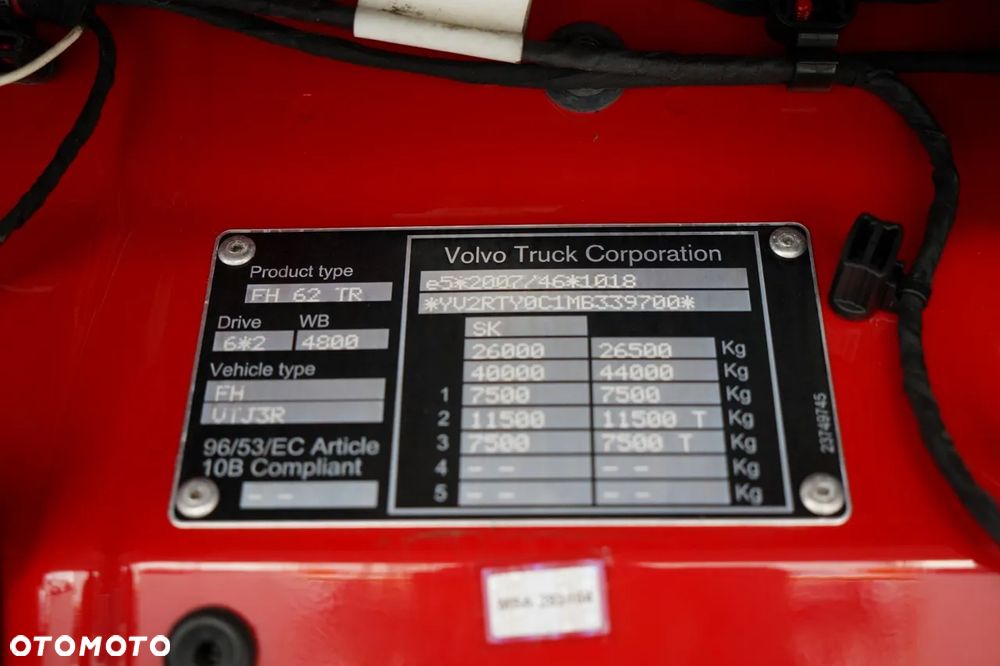 Volvo Truck Corporation
Product type
FH 62 TR
e5*2007/46*1018
*YV2RTY0C1MB339700*
Drive WB
6*2 4800
SK
26000 26500 Kg
40000 44000 Kg
Vehicle type
FH
VTJ3R
1 7500 7500 Kg
2 11500 11500 T Kg
3 7500 7500 T Kg
4 - - - - Kg
5 - - - - Kg
96/53/EC Article
10B Compliant
- -
23749745
OTOMOTO